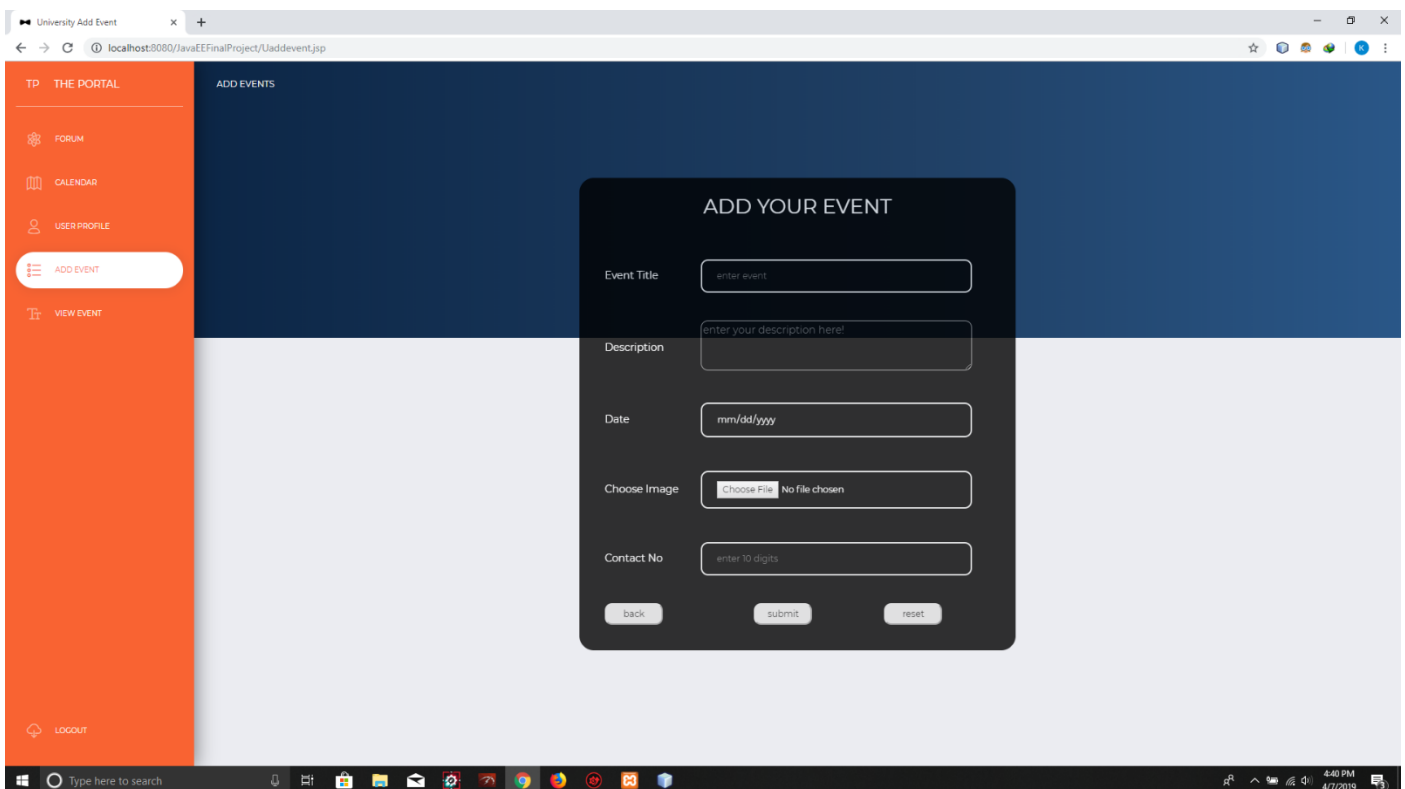 University Add Event
localhost:8080/JavaEEFinalProject/Uaddevent.jsp
K
TP THE PORTAL
ADD EVENTS
FORUM
CALENDAR
USER PROFILE
ADD EVENT
VIEW EVENT
LOGOUT
ADD YOUR EVENT
Event Title
enter event
Description
enter your description here!
Date
mm/dd/yyyy
Choose Image
Choose File No file chosen
Contact No
enter 10 digits
back submit reset
Type here to search
4:40 PM
4/7/2019
3